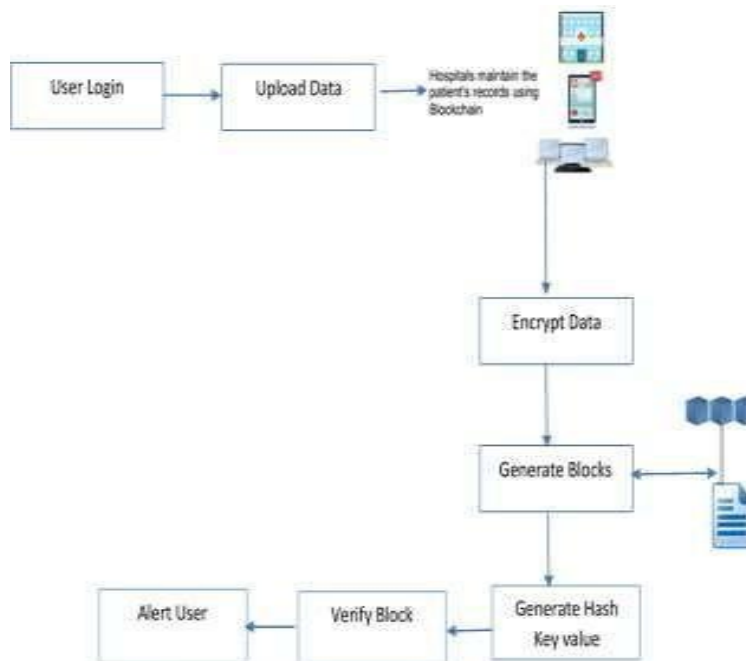 User Login
Upload Data
Hospitals maintain the
patient's records using
Blockchain
Encrypt Data
Generate Blocks
Generate Hash
Key value
Verify Block
Alert User